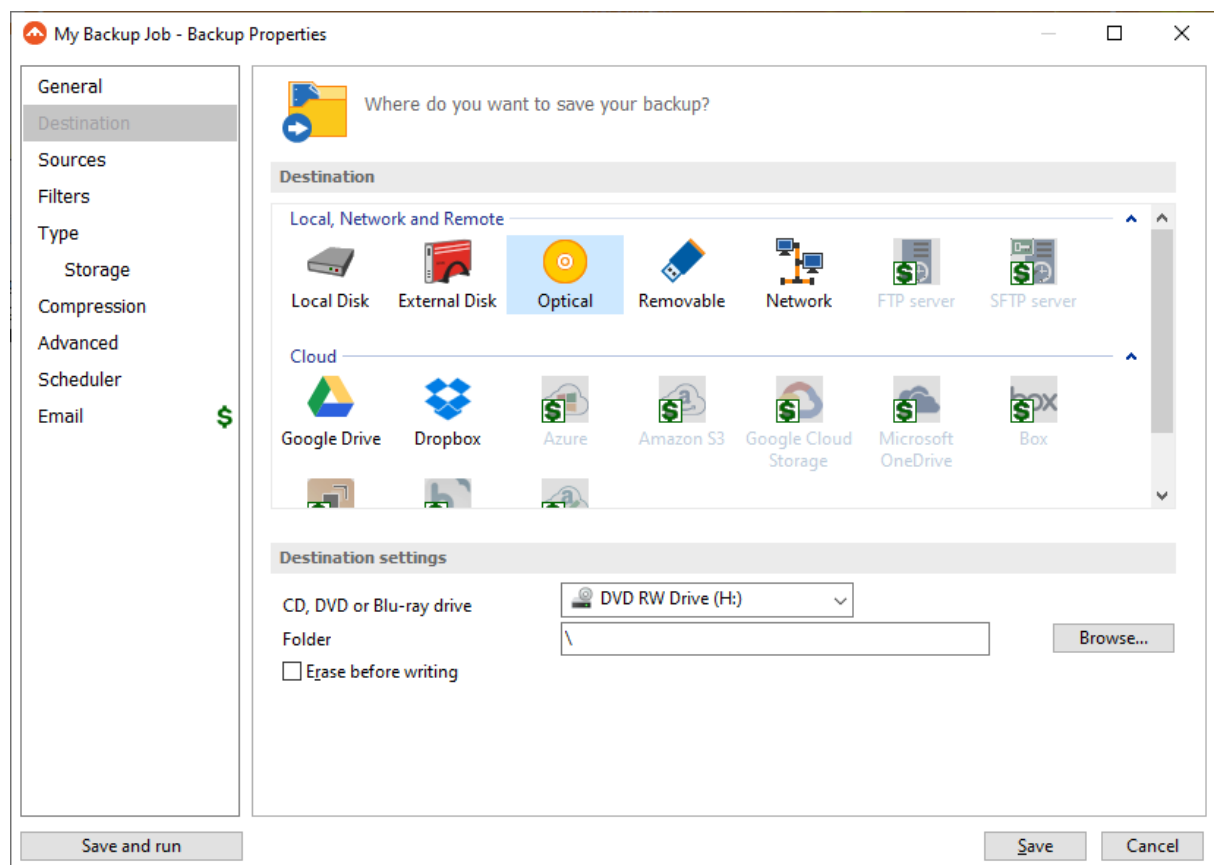 My Backup Job - Backup Properties
General
Destination
Sources
Filters
Type
Storage
Compression
Advanced
Scheduler
Email $
Where do you want to save your backup?
Destination
Local, Network and Remote
Local Disk External Disk Optical Removable Network FTP server SFTP server
Cloud
Google Drive Dropbox Azure Amazon S3 Google Cloud Storage Microsoft OneDrive Box
Destination settings
CD, DVD or Blu-ray drive DVD RW Drive (H:)
Folder \ Browse...
Erase before writing
Save and run Save Cancel